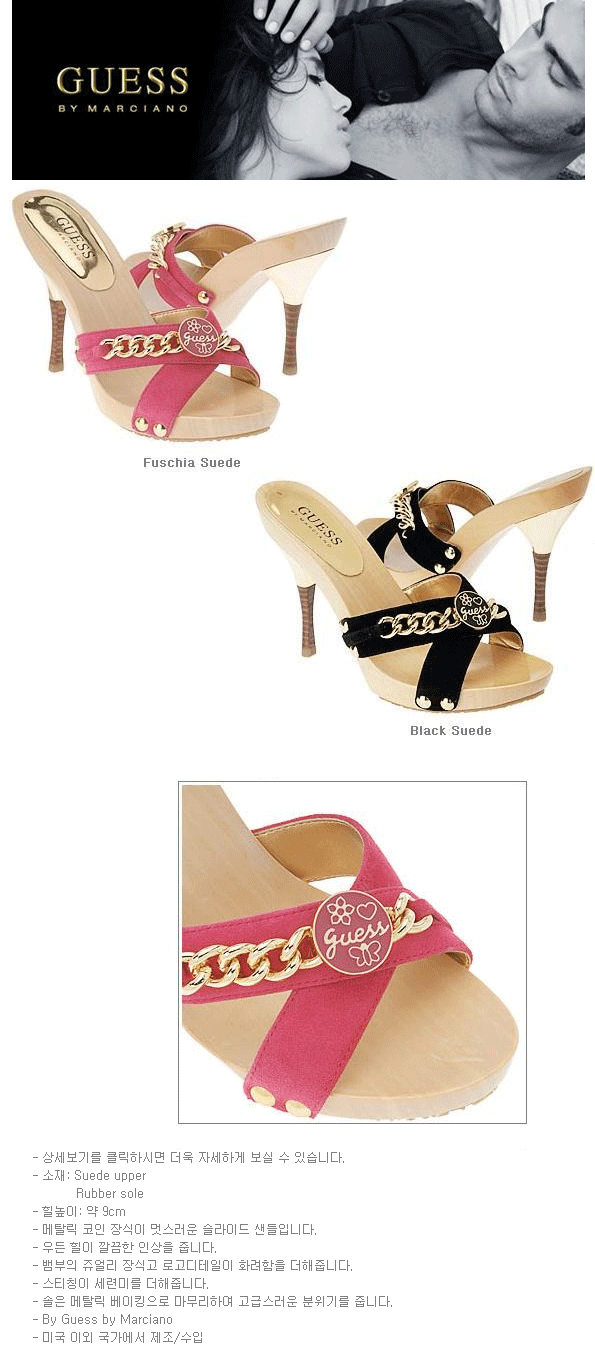 GUESS
BY MARCIANO
GUESS
BY MARCIANO
guess
Fuschia Suede
GUESS
BY MARCIANO
guess
Black Suede
guess
- 상세보기를 클릭하시면 더욱 자세하게 보실 수 있습니다.
- 소재: Suede upper
Rubber sole
- 힐높이: 약 9cm
- 메탈릭 코인 장식이 멋스러운 슬라이드 샌들입니다.
- 우든 힐이 깔끔한 인상을 줍니다.
- 뱀부의 쥬얼리 장식고 로고디테일이 화려함을 더해줍니다.
- 스티칭이 세련미를 더해줍니다.
- 솔은 메탈릭 베이킹으로 마무리하여 고급스러운 분위기를 줍니다.
- By Guess by Marciano
- 미국 이외 국가에서 제조/수입